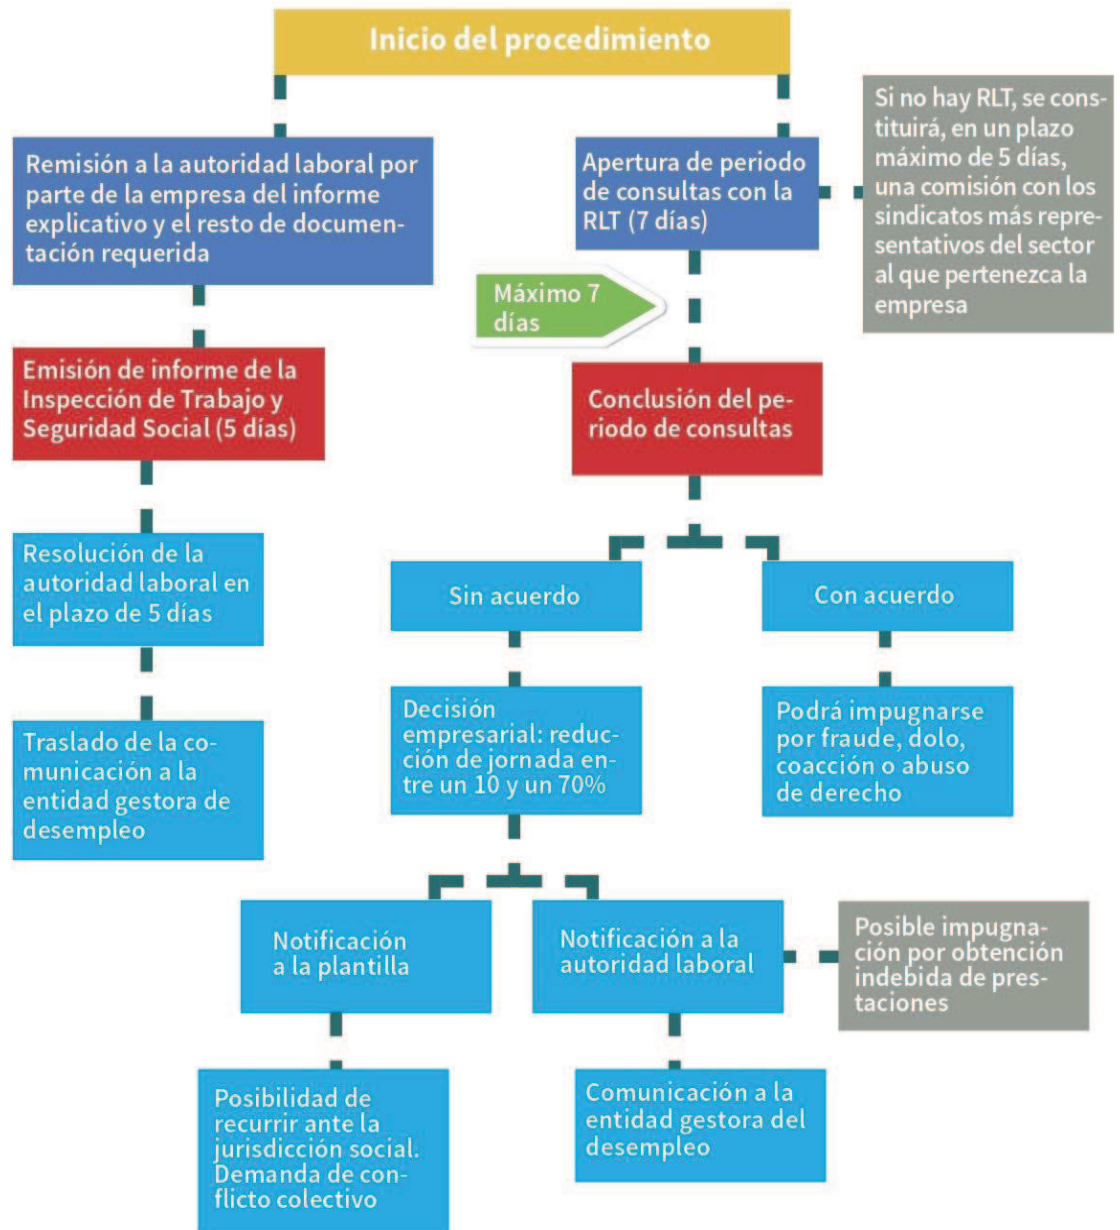 Inicio del procedimiento
Remisión a la autoridad laboral por
parte de la empresa del informe
explicativo y el resto de documen-
tación requerida
Apertura de periodo
de consultas con la
RLT (7 días)
Si no hay RLT, se cons-
tituirá, en un plazo
máximo de 5 días,
una comisión con los
sindicatos más repre-
sentativos del sector
al que pertenezca la
empresa
Máximo 7
días
Emisión de informe de la
Inspección de Trabajo y
Seguridad Social (5 días)
Conclusión del pe-
riodo de consultas
Resolución de la
autoridad laboral en
el plazo de 5 días
Sin acuerdo
Con acuerdo
Traslado de la co-
municación a la
entidad gestora de
desempleo
Decisión
empresarial: reduc-
ción de jornada en-
tre un 10 y un 70%
Podrá impugnarse
por fraude, dolo,
coacción o abuso
de derecho
Notificación
a la plantilla
Notificación a la
autoridad laboral
Posible impugna-
ción por obtención
indebida de pres-
taciones
Posibilidad de
recurrir ante la
jurisdicción social.
Demanda de con-
flicto colectivo
Comunicación a la
entidad gestora del
desempleo